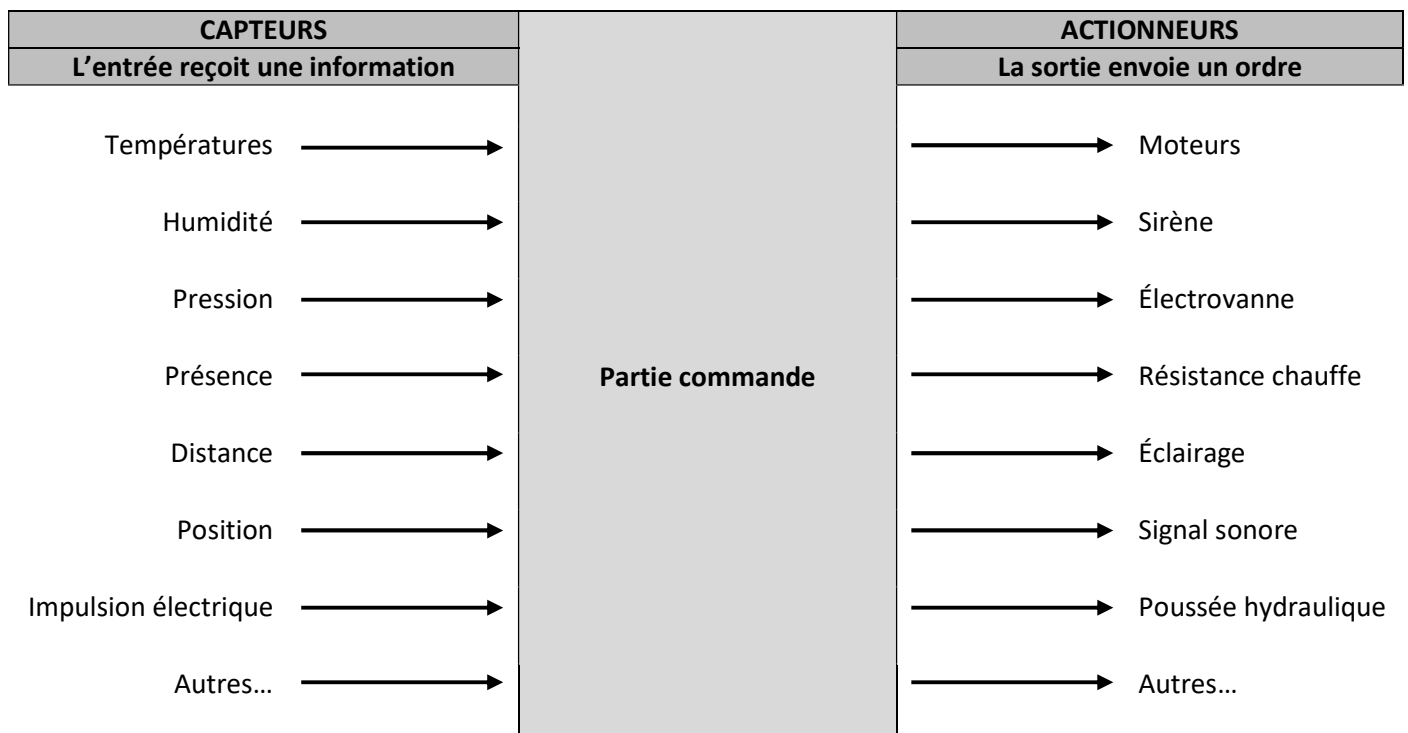 CAPTEURS
L'entrée reçoit une information
Températures
Humidité
Pression
Présence
Distance
Position
Impulsion électrique
Autres…
Partie commande
ACTIONNEURS
La sortie envoie un ordre
Moteurs
Sirène
Électrovanne
Résistance chauffe
Éclairage
Signal sonore
Poussée hydraulique
Autres…